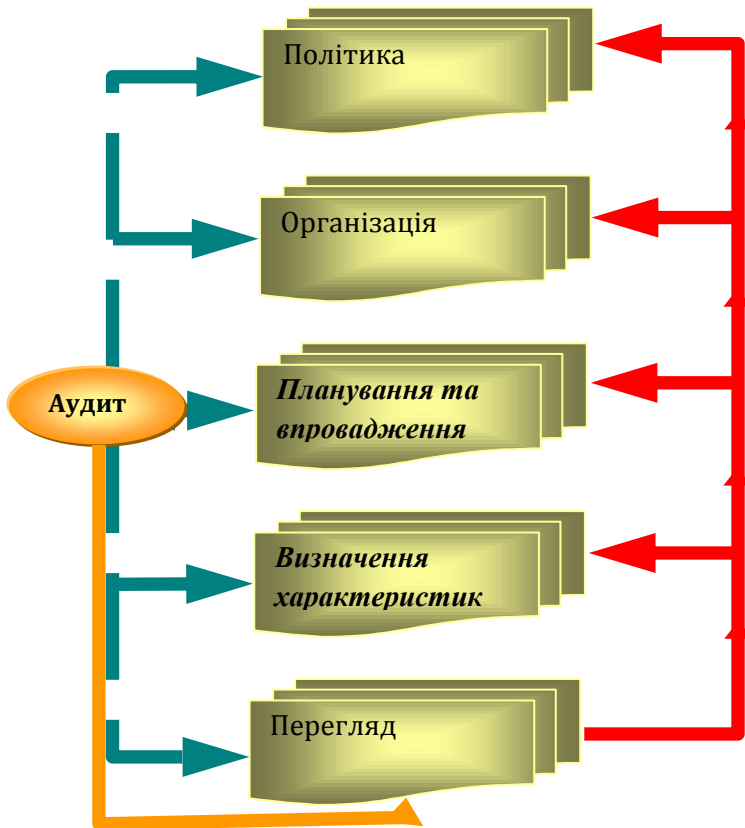 Політика
Організація
Аудит
Планування та
впровадження
Визначення
характеристик
Перегляд